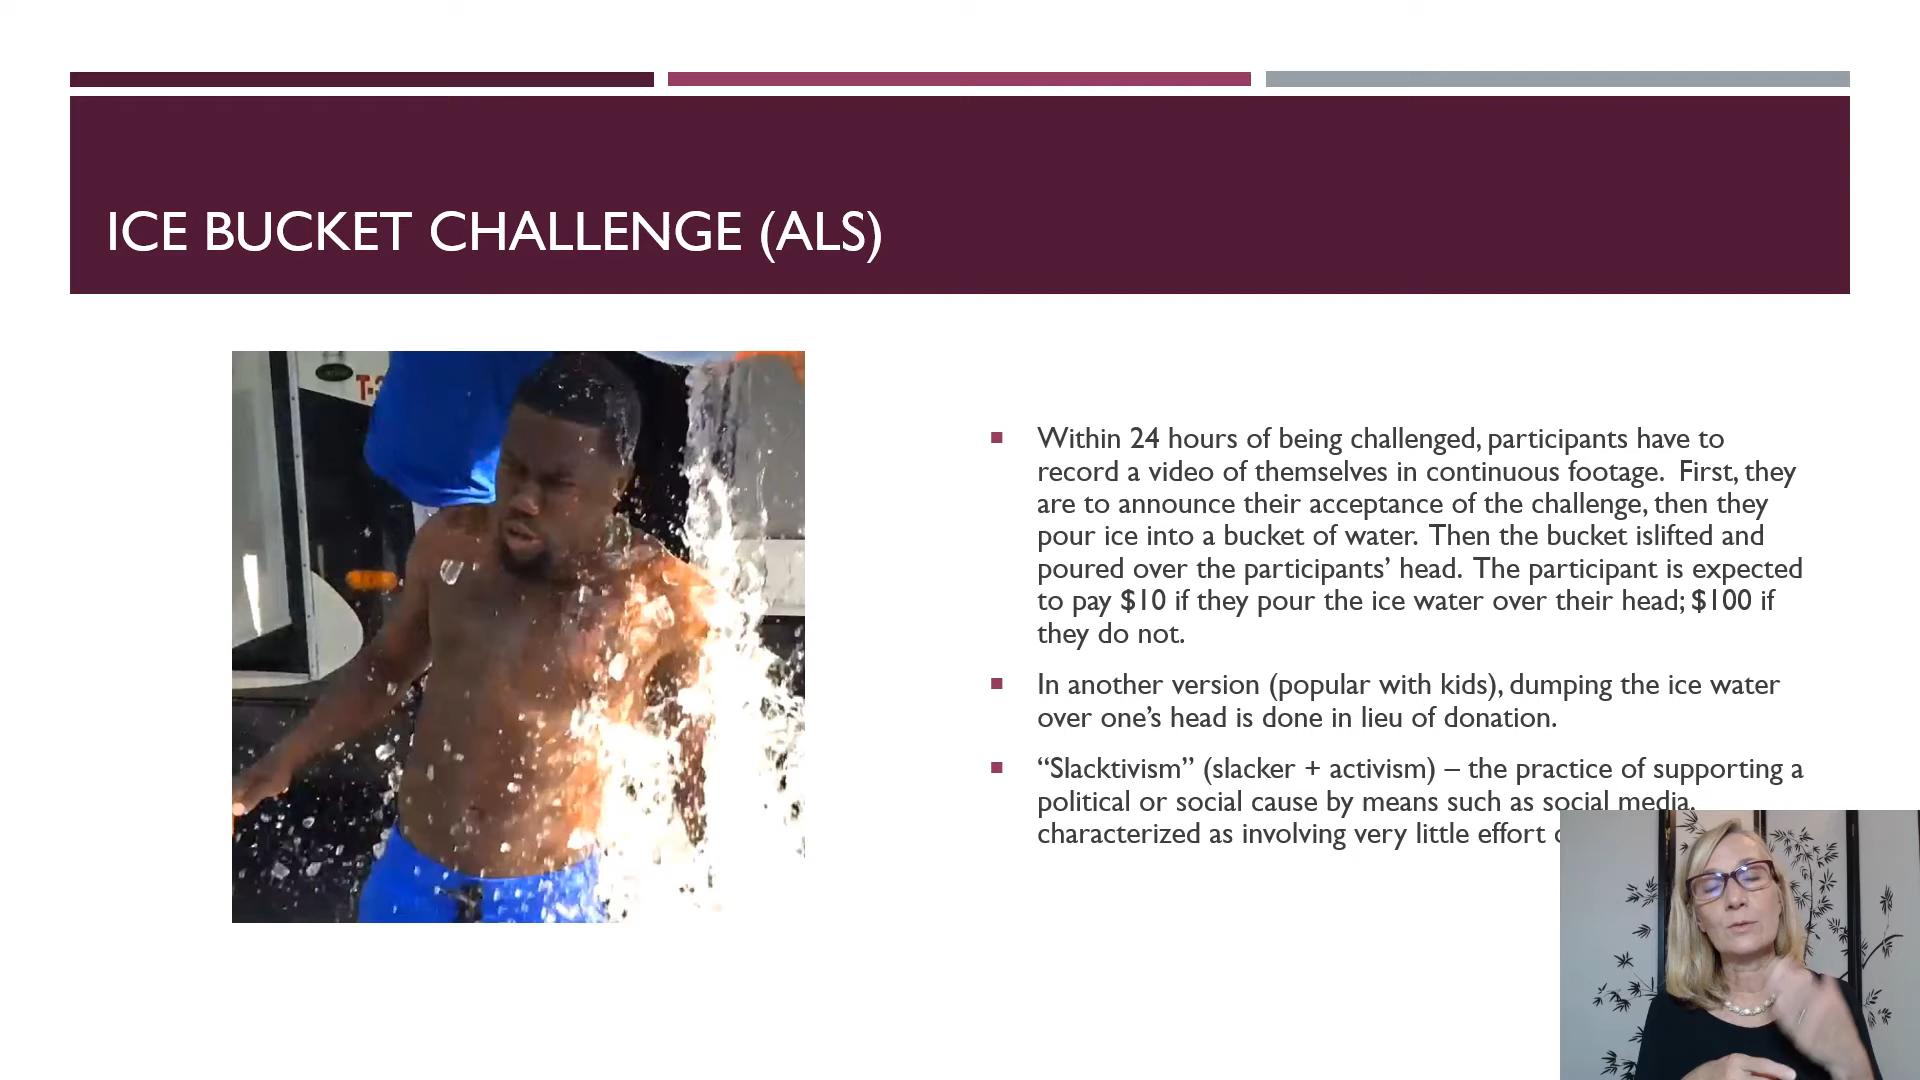 ICE BUCKET CHALLENGE (ALS)
T-
Within 24 hours of being challenged, participants have to
record a video of themselves in continuous footage.  First, they
are to announce their acceptance of the challenge, then they
pour ice into a bucket of water.  Then the bucket islifted and
poured over the participants’ head.  The participant is expected
to pay $10 if they pour the ice water over their head; $100 if
they do not.
In another version (popular with kids), dumping the ice water
over one’s head is done in lieu of donation.
“Slacktivism” (slacker + activism) – the practice of supporting a
political or social cause by means such as social media,
characterized as involving very little effort